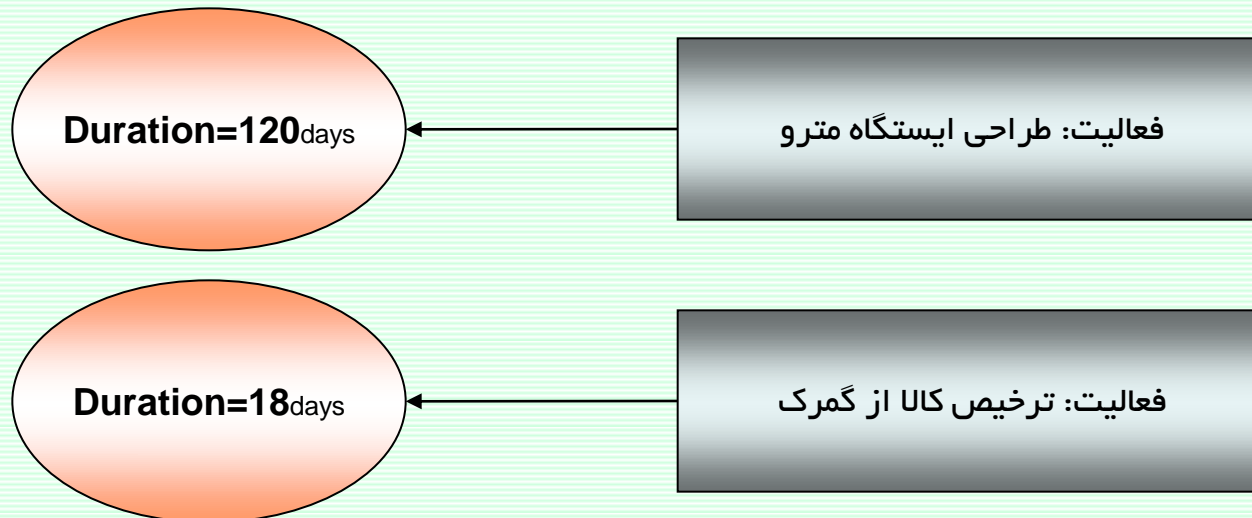 فعالیت: طراحی ایستگاه مترو
Duration=120days
فعالیت: ترخیص کالا از گمرک
Duration=18days